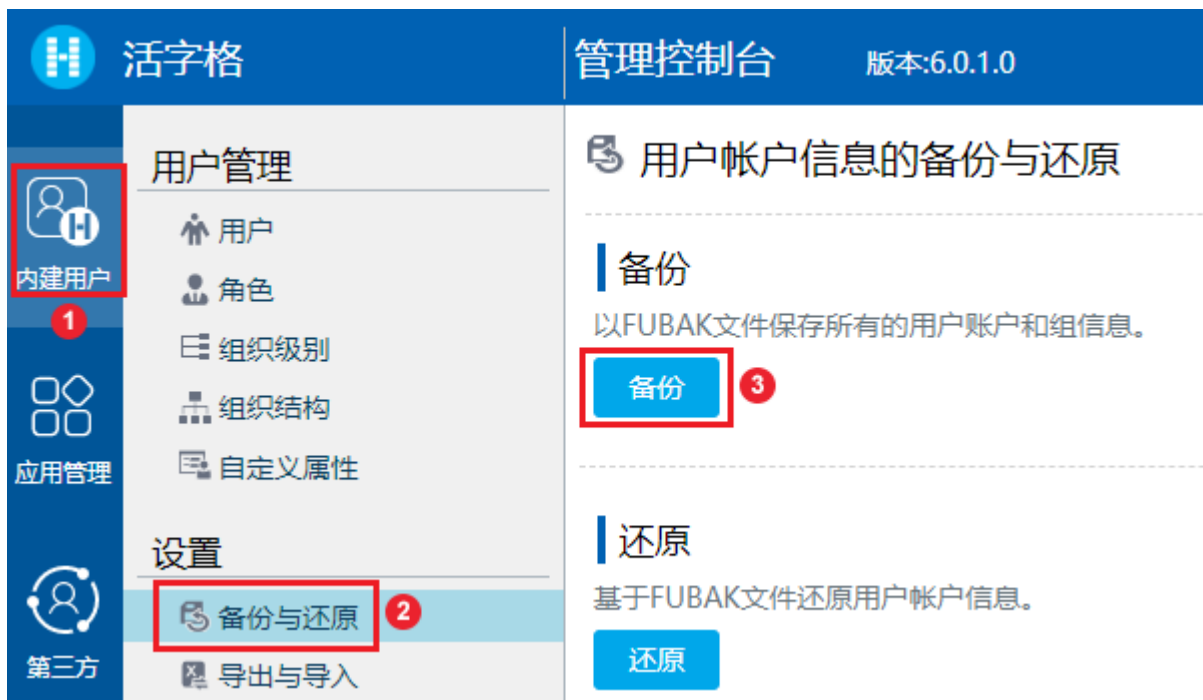 活字格
管理控制台
版本:6.0.1.0
内建用户
1
应用管理
第三方
用户管理
用户
角色
组织级别
组织结构
自定义属性
设置
备份与还原
2
导出与导入
用户帐户信息的备份与还原
备份
以FUBAK文件保存所有的用户账户和组信息。
备份
3
还原
基于FUBAK文件还原用户帐户信息。
还原